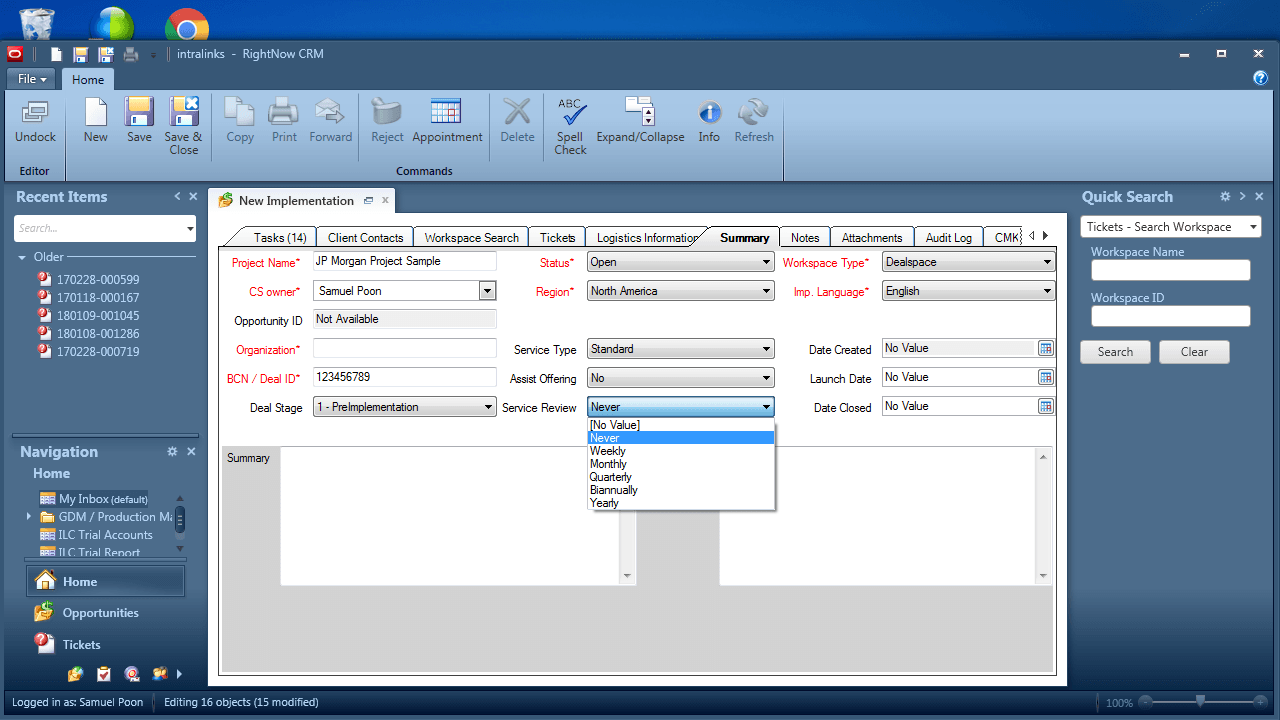 intralinks - RightNow CRM
File
Home
Undock
New
Save
Save & Close
Copy
Print
Forward
Reject
Appointment
Delete
ABC
Spell Check
Expand/Collapse
Info
Refresh
Editor
Commands
Recent Items
Search...
Older
170228-000599
170118-000167
180109-001045
180108-001286
170228-000719
Navigation
Home
My Inbox (default)
GDM / Production Ma
ILC Trial Accounts
ILC Trial Report
Home
Opportunities
Tickets
New Implementation
Tasks (14)
Client Contacts
Workspace Search
Tickets
Logistics Information
Summary
Notes
Attachments
Audit Log
CMK
Project Name* JP Morgan Project Sample
Status* Open
Workspace Type* Dealspace
CS owner* Samuel Poon
Region* North America
Imp. Language* English
Opportunity ID Not Available
Organization*
Service Type Standard
Date Created No Value
BCN / Deal ID* 123456789
Assist Offering No
Launch Date No Value
Deal Stage 1 - PreImplementation
Service Review Never
Date Closed No Value
[No Value]
Never
Weekly
Monthly
Quarterly
Biannually
Yearly
Summary
Quick Search
Tickets - Search Workspace
Workspace Name
Workspace ID
Search
Clear
Logged in as: Samuel Poon
Editing 16 objects (15 modified)
100%